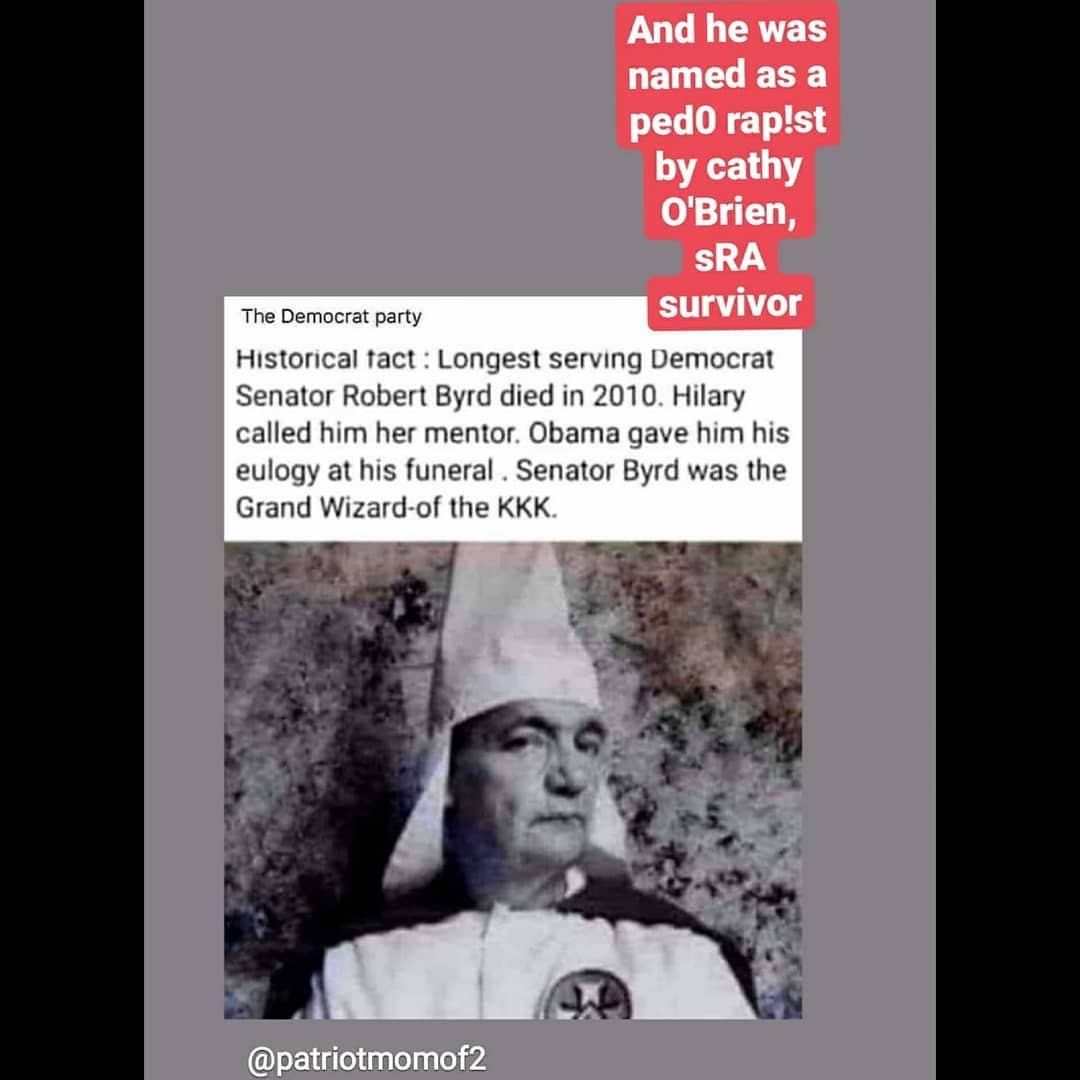 And he was
named as a
ped0 rap!st
by cathy
O'Brien,
sRA
survivor
The Democrat party
Historical fact : Longest serving Democrat
Senator Robert Byrd died in 2010. Hilary
called him her mentor. Obama gave him his
eulogy at his funeral . Senator Byrd was the
Grand Wizard-of the KKK.
@patriotmomof2